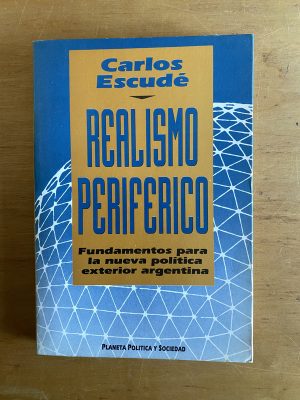 Carlos
Escudé
REALISMO
PERIFERICO
Fundamentos para
la nueva política
exterior argentina
PLANETA POLITICA Y SOCIEDAD